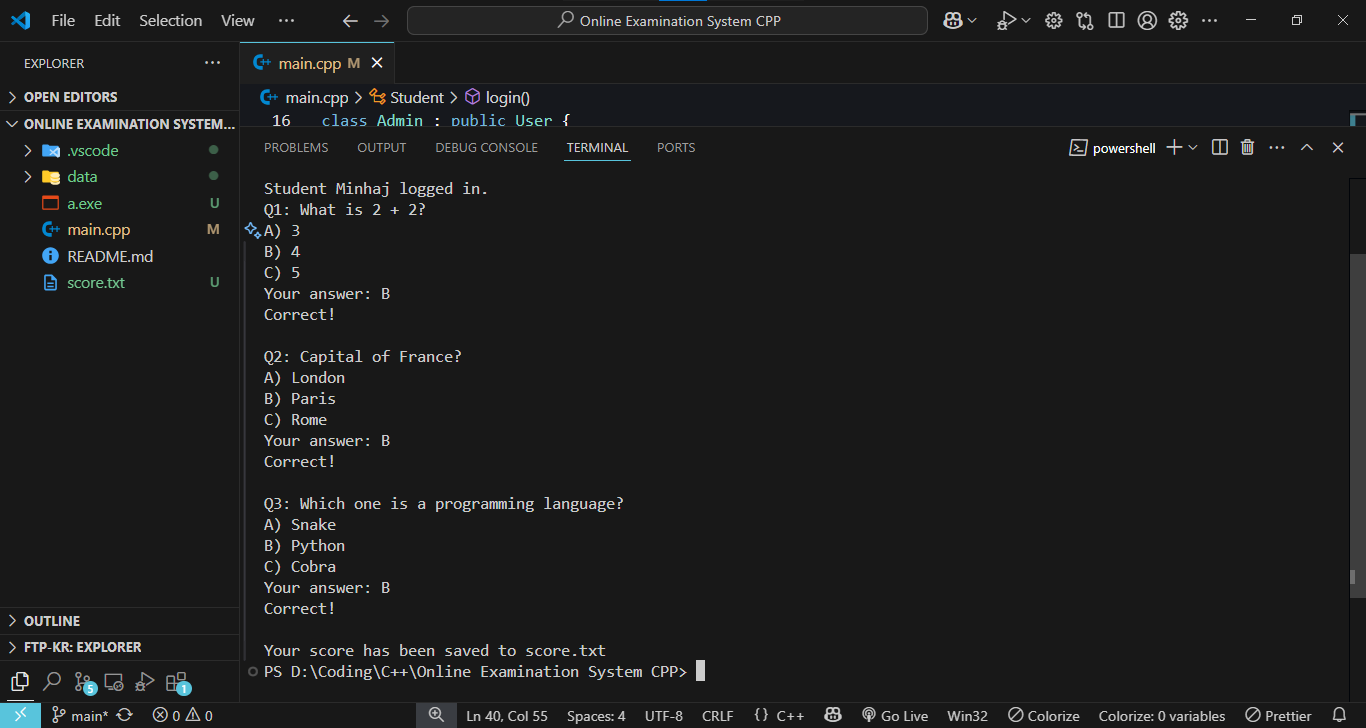 File Edit Selection View ··· Online Examination System CPP
EXPLORER ···
OPEN EDITORS
ONLINE EXAMINATION SYSTEM...
.vscode
data
a.exe U
main.cpp M
README.md
score.txt U
OUTLINE
FTP-KR: EXPLORER
5 1
main.cpp M
main.cpp > Student > login()
16 class Admin : public User {
PROBLEMS OUTPUT DEBUG CONSOLE TERMINAL PORTS powershell
Student Minhaj logged in.
Q1: What is 2 + 2?
A) 3
B) 4
C) 5
Your answer: B
Correct!
Q2: Capital of France?
A) London
B) Paris
C) Rome
Your answer: B
Correct!
Q3: Which one is a programming language?
A) Snake
B) Python
C) Cobra
Your answer: B
Correct!
Your score has been saved to score.txt
PS D:\Coding\C++\Online Examination System CPP>
main* 0 0 Ln 40, Col 55 Spaces: 4 UTF-8 CRLF {} C++ Go Live Win32 Colorize Colorize: 0 variables Prettier